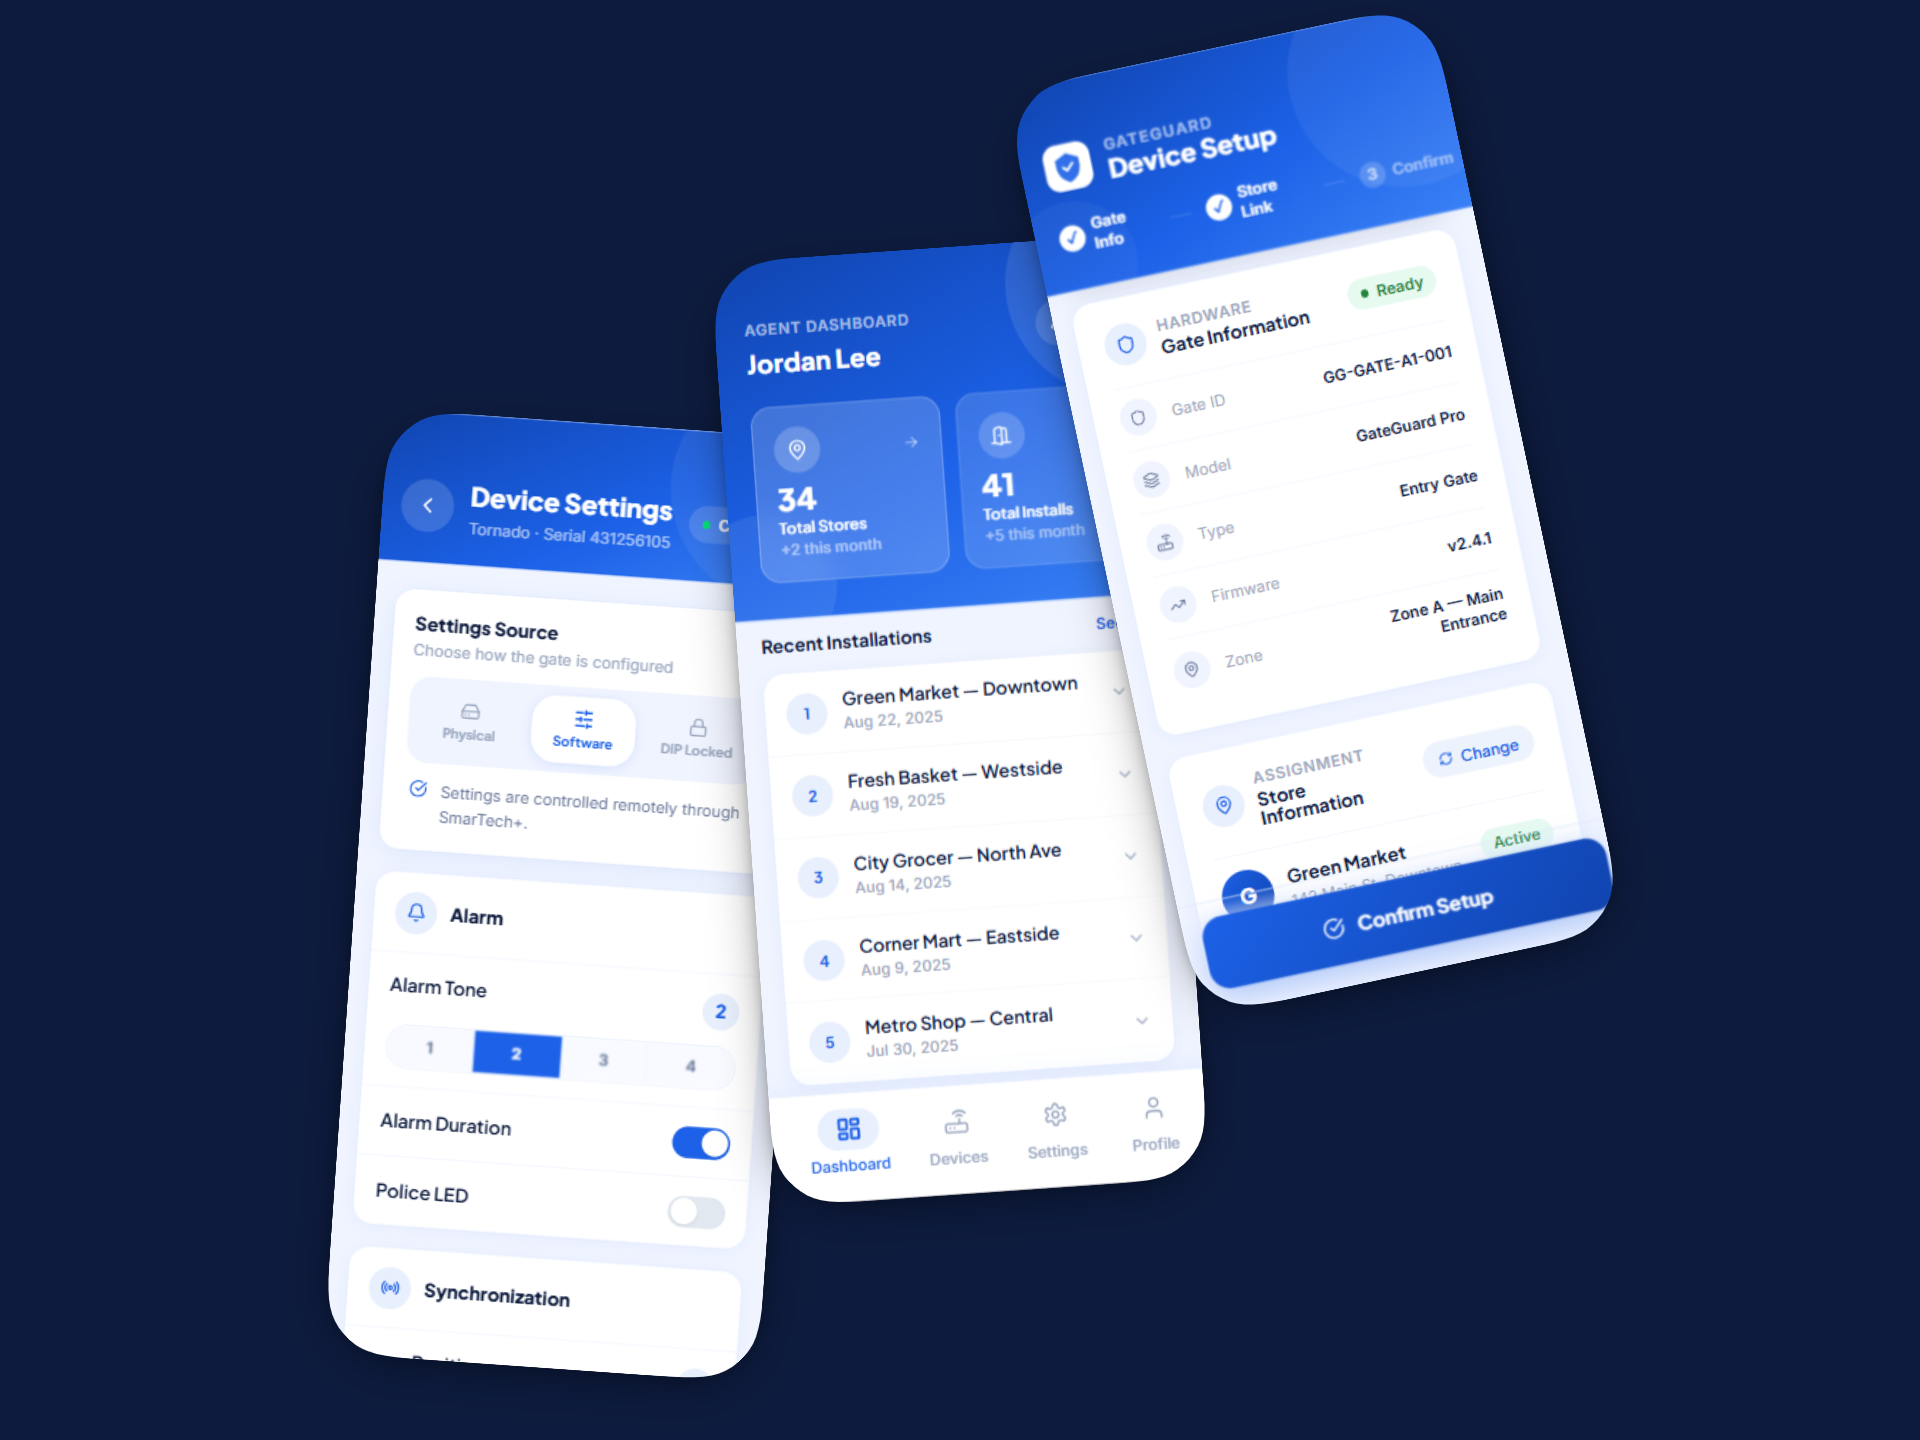 Device Settings
Tornado · Serial 431256105
Settings Source
Choose how the gate is configured
Physical
Software
DIP Locked
Settings are controlled remotely through
SmarTech+.
Alarm
Alarm Tone
2
1
2
3
4
Alarm Duration
Police LED
Synchronization
AGENT DASHBOARD
Jordan Lee
34
Total Stores
+2 this month
41
Total Installs
+5 this month
Recent Installations
1
Green Market — Downtown
Aug 22, 2025
2
Fresh Basket — Westside
Aug 19, 2025
3
City Grocer — North Ave
Aug 14, 2025
4
Corner Mart — Eastside
Aug 9, 2025
5
Metro Shop — Central
Jul 30, 2025
Dashboard
Devices
Settings
Profile
GATEGUARD
Device Setup
Gate
Info
Store
Link
3 Confirm
HARDWARE
Gate Information
Ready
Gate ID
GG-GATE-A1-001
Model
GateGuard Pro
Type
Entry Gate
Firmware
v2.4.1
Zone
Zone A — Main
Entrance
ASSIGNMENT
Store
Information
Change
G
Green Market
Active
Confirm Setup